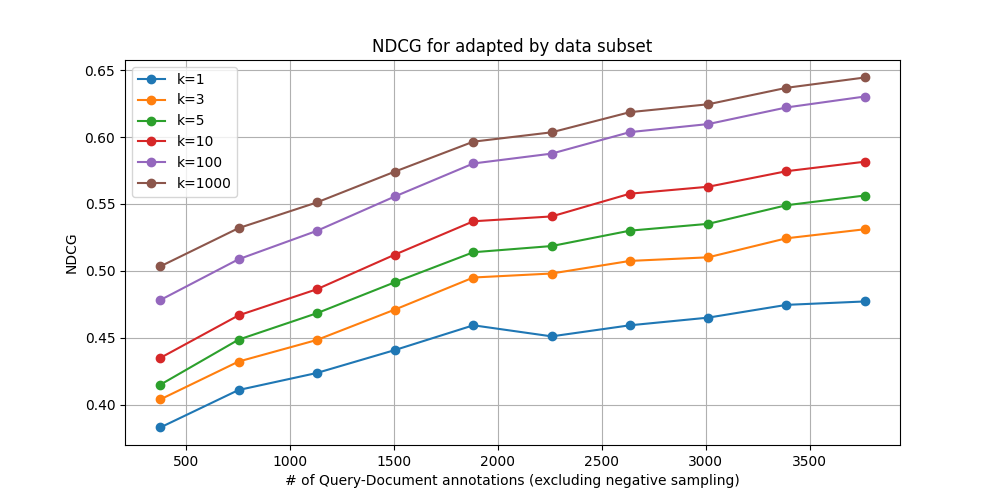 NDCG for adapted by data subset
k=1
k=3
k=5
k=10
k=100
k=1000
NDCG
0.65
0.60
0.55
0.50
0.45
0.40
500 1000 1500 2000 2500 3000 3500
# of Query-Document annotations (excluding negative sampling)